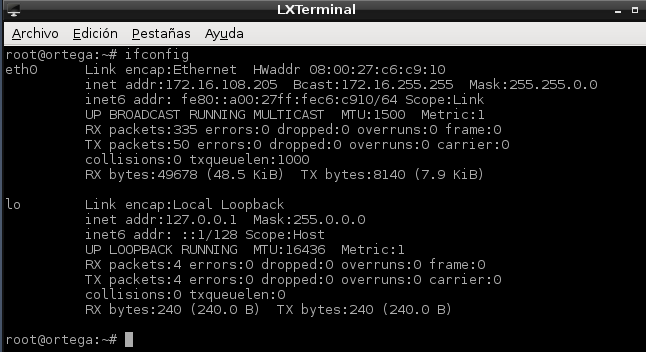 LXTerminal
Archivo Edición Pestañas Ayuda
root@ortega:~# ifconfig
eth0 Link encap:Ethernet HWaddr 08:00:27:c6:c9:10
inet addr:172.16.108.205 Bcast:172.16.255.255 Mask:255.255.0.0
inet6 addr: fe80::a00:27ff:fec6:c910/64 Scope:Link
UP BROADCAST RUNNING MULTICAST MTU:1500 Metric:1
RX packets:335 errors:0 dropped:0 overruns:0 frame:0
TX packets:50 errors:0 dropped:0 overruns:0 carrier:0
collisions:0 txqueuelen:1000
RX bytes:49678 (48.5 KiB) TX bytes:8140 (7.9 KiB)
lo Link encap:Local Loopback
inet addr:127.0.0.1 Mask:255.0.0.0
inet6 addr: ::1/128 Scope:Host
UP LOOPBACK RUNNING MTU:16436 Metric:1
RX packets:4 errors:0 dropped:0 overruns:0 frame:0
TX packets:4 errors:0 dropped:0 overruns:0 carrier:0
collisions:0 txqueuelen:0
RX bytes:240 (240.0 B) TX bytes:240 (240.0 B)
root@ortega:~#